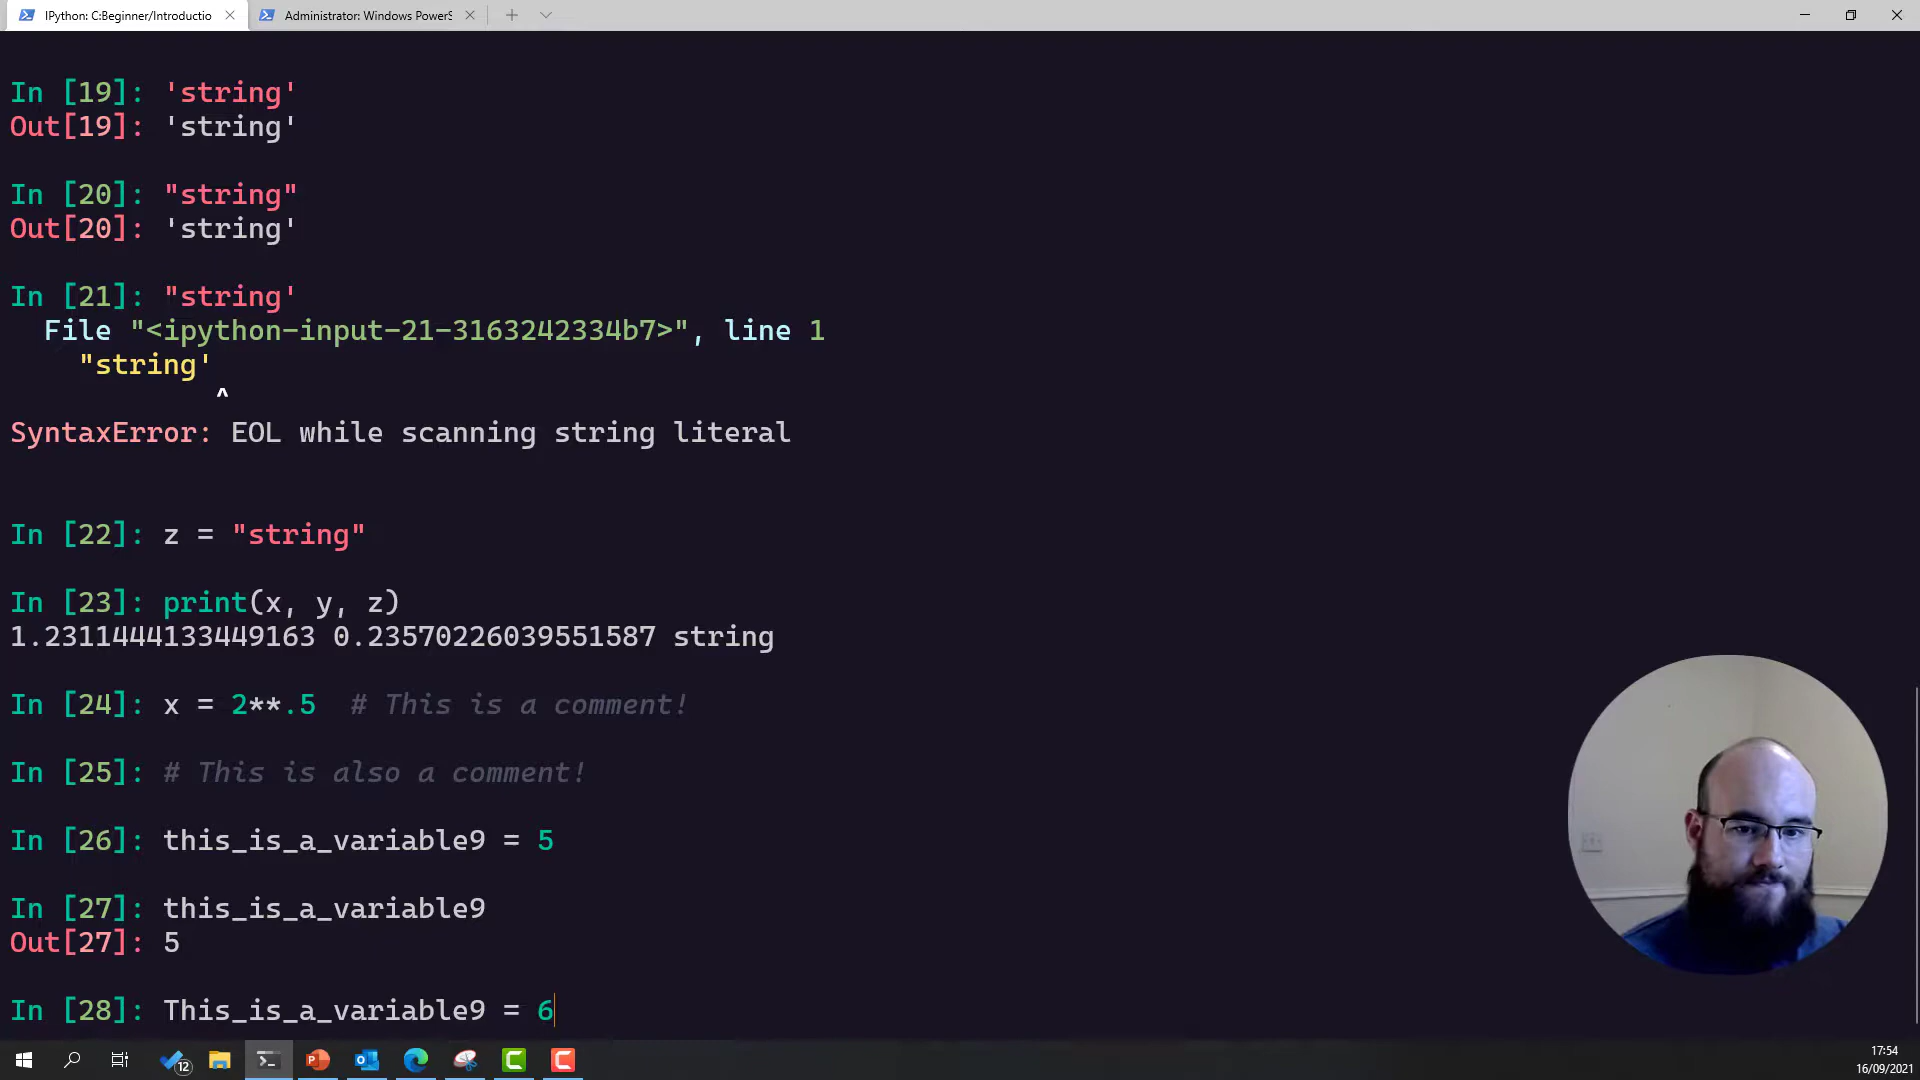 IPython: C:Beginner/Introductio
Administrator: Windows PowerS
In [19]: 'string'
Out[19]: 'string'
In [20]: "string"
Out[20]: 'string'
In [21]: "string'
File "<ipython-input-21-3163242334b7>", line 1
"string'
^
SyntaxError: EOL while scanning string literal
In [22]: z = "string"
In [23]: print(x, y, z)
1.2311444133449163 0.23570226039551587 string
In [24]: x = 2**.5  # This is a comment!
In [25]: # This is also a comment!
In [26]: this_is_a_variable9 = 5
In [27]: this_is_a_variable9
Out[27]: 5
In [28]: This_is_a_variable9 = 6
12
17:54
16/09/2021